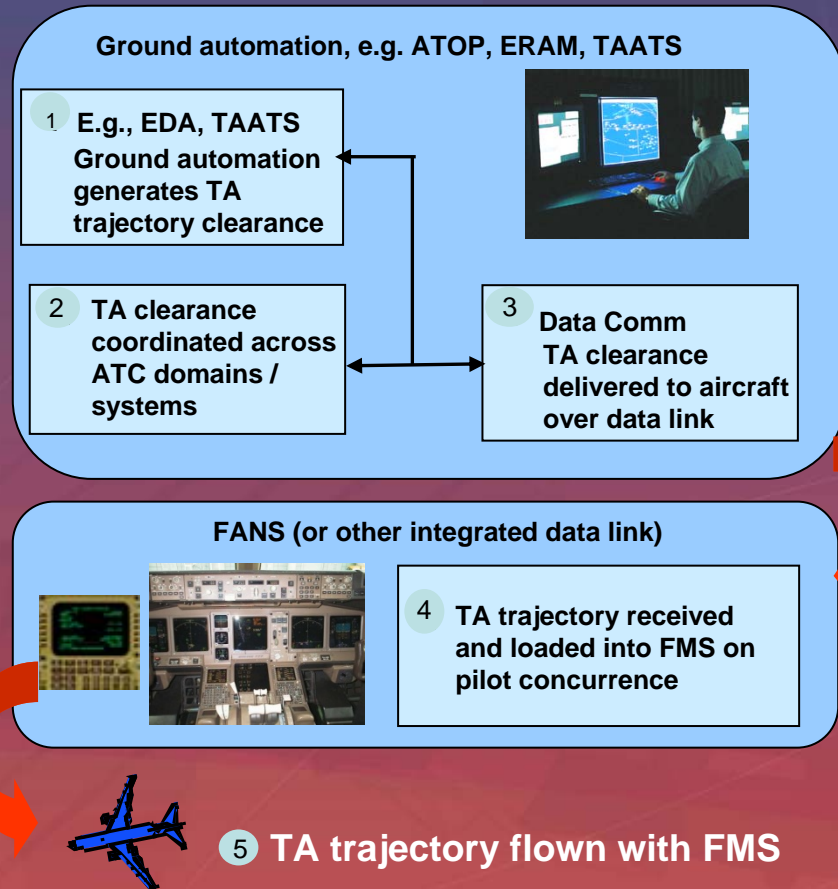 Ground automation, e.g. ATOP, ERAM, TAATS
1 E.g., EDA, TAATS
Ground automation
generates TA
trajectory clearance
2 TA clearance
coordinated across
ATC domains /
systems
3 Data Comm
TA clearance
delivered to aircraft
over data link
FANS (or other integrated data link)
4 TA trajectory received
and loaded into FMS on
pilot concurrence
5 TA trajectory flown with FMS